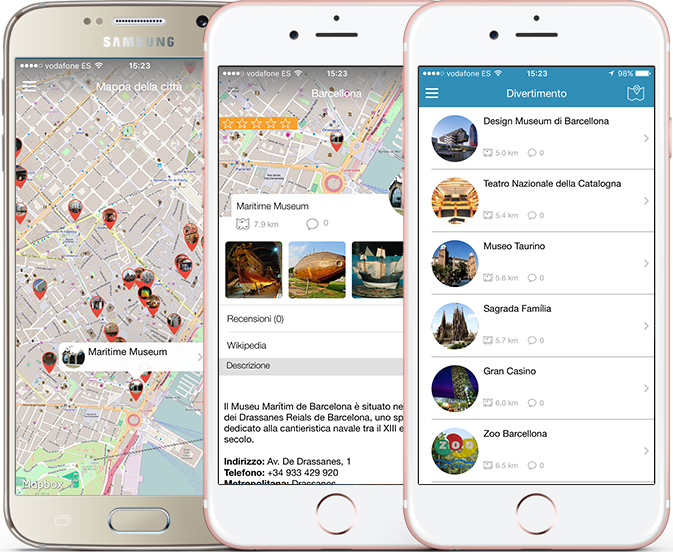 SAMSUNG
vodafone ES 15:23
Mappa della città
Maritime Museum
Mapbox
vodafone ES 15:23
Barcellona
Maritime Museum
7.9 km 0
Recensioni (0)
Wikipedia
Descrizione
Il Museu Marítim de Barcelona è situato ne
dei Drassanes Reials de Barcelona, uno sp
dedicato alla cantieristica navale tra il XIII e
secolo.
Indirizzo: Av. De Drassanes, 1
Telefono: +34 933 429 920
Metropolitana: Drassanes
vodafone ES 15:23 98%
Divertimento
Design Museum di Barcellona
5.0 km 0
Teatro Nazionale della Catalogna
5.4 km 0
Museo Taurino
5.6 km 0
Sagrada Família
5.7 km 0
Gran Casino
6.0 km 0
Zoo Barcellona
6.5 km 0